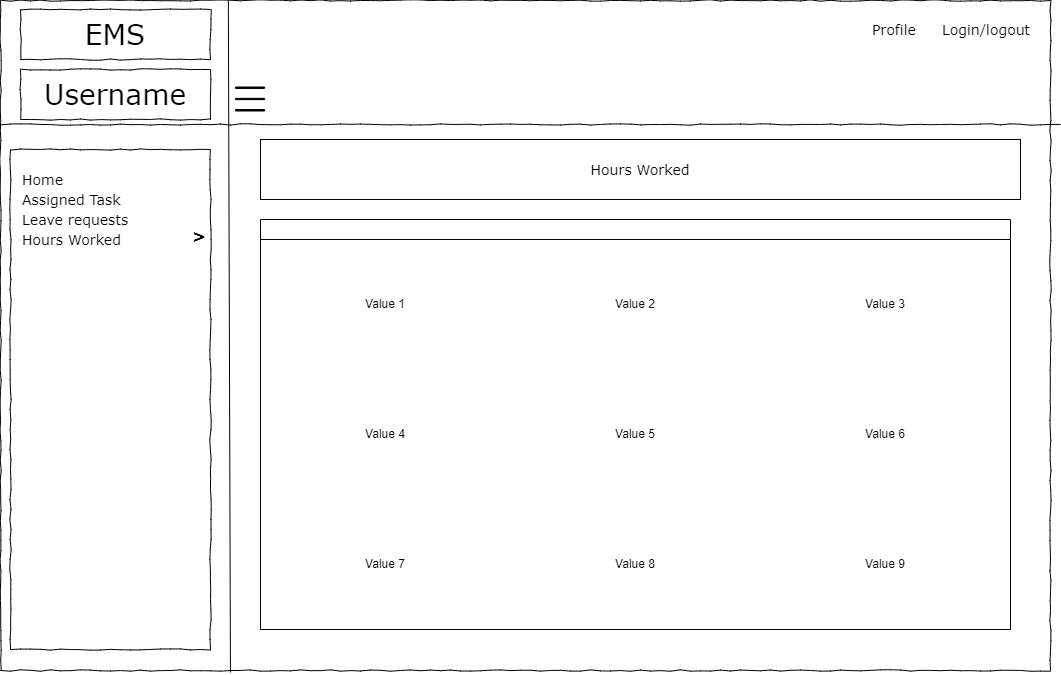 EMS
Profile Login/logout
Username
Hours Worked
Home
Assigned Task
Leave requests
Hours Worked >
Value 1 Value 2 Value 3
Value 4 Value 5 Value 6
Value 7 Value 8 Value 9